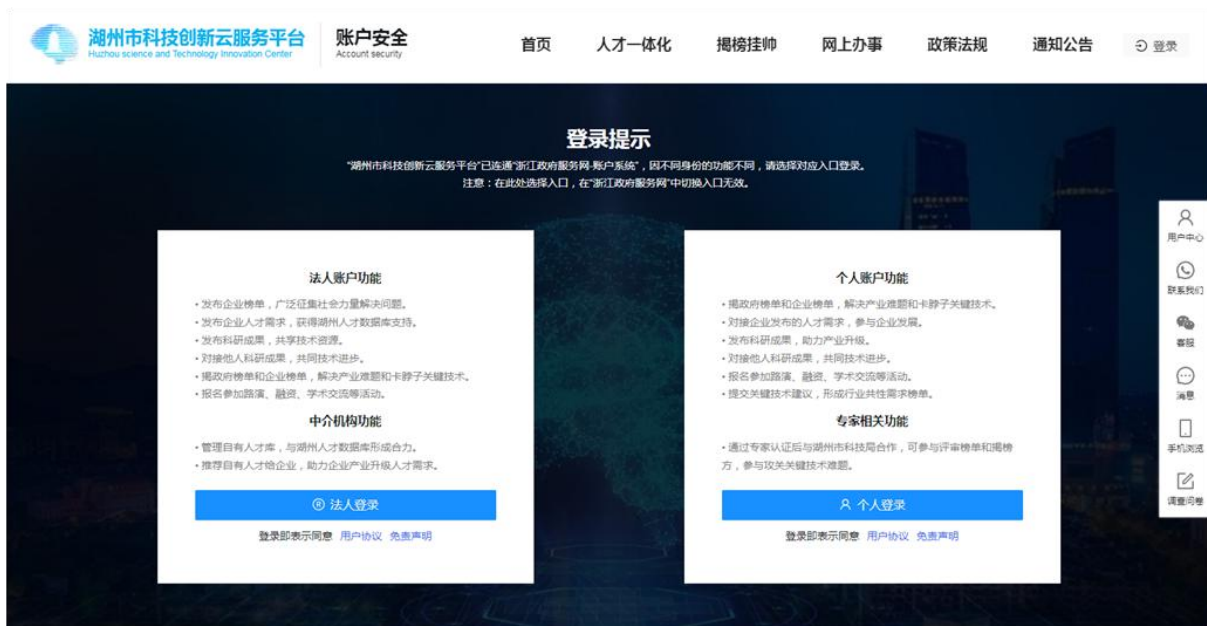 湖州市科技创新云服务平台
Huzhou science and Technology Innovation Center
账户安全
Account security
首页 人才一体化 揭榜挂帅 网上办事 政策法规 通知公告 登录
登录提示
"湖州市科技创新云服务平台"已连通"浙江政府服务网-账户系统"，因不同身份的功能不同，请选择对应入口登录。
注意：在此处选择入口，在"浙江政府服务网"中切换入口无效。
法人账户功能
• 发布企业榜单，广泛征集社会力量解决问题。
• 发布企业人才需求，获得湖州人才数据库支持。
• 发布科研成果，共享技术资源。
• 对接他人科研成果，共同技术进步。
• 揭政府榜单和企业榜单，解决产业难题和卡脖子关键技术。
• 报名参加路演、融资、学术交流等活动。
中介机构功能
• 管理自有人才库，与湖州人才数据库形成合力。
• 推荐自有人才给企业，助力企业产业升级人才需求。
® 法人登录
登录即表示同意 用户协议 免责声明
个人账户功能
• 揭政府榜单和企业榜单，解决产业难题和卡脖子关键技术。
• 对接企业发布的人才需求，参与企业发展。
• 发布科研成果，助力产业升级。
• 对接他人科研成果，共同技术进步。
• 报名参加路演、融资、学术交流等活动。
• 提交关键技术建议，形成行业共性需求榜单。
专家相关功能
• 通过专家认证后与湖州市科技局合作，可参与评审榜单和揭榜
方，参与攻关关键技术难题。
个人登录
登录即表示同意 用户协议 免责声明
用户中心
联系我们
客服
消息
手机浏览
调查问卷